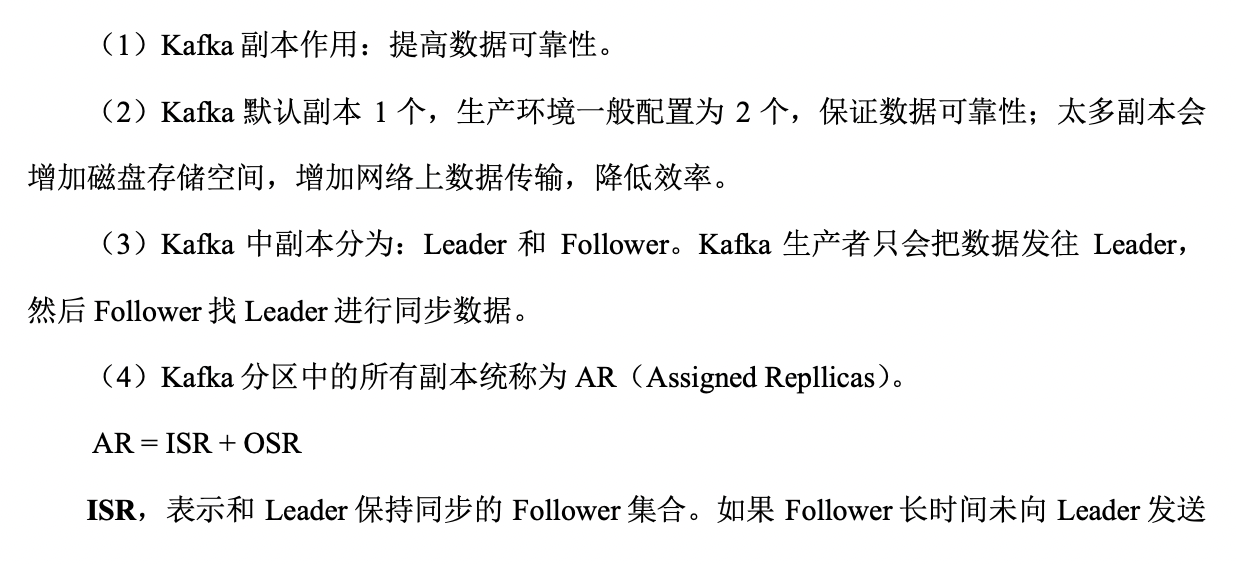 （1）Kafka 副本作用：提高数据可靠性。
（2）Kafka 默认副本 1 个，生产环境一般配置为 2 个，保证数据可靠性；太多副本会
增加磁盘存储空间，增加网络上数据传输，降低效率。
（3）Kafka 中副本分为：Leader 和 Follower。Kafka 生产者只会把数据发往 Leader，
然后 Follower 找 Leader 进行同步数据。
（4）Kafka 分区中的所有副本统称为 AR（Assigned Repllicas）。
AR = ISR + OSR
ISR，表示和 Leader 保持同步的 Follower 集合。如果 Follower 长时间未向 Leader 发送